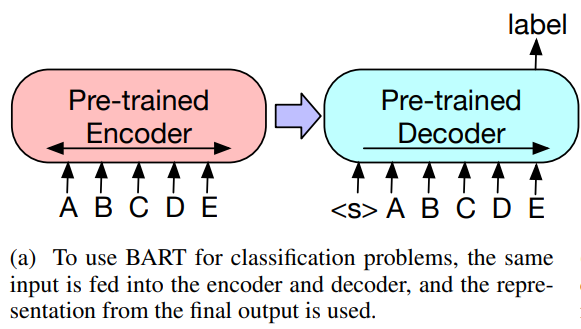 label
Pre-trained
Encoder
Pre-trained
Decoder
A B C D E
<s> A B C D E
(a) To use BART for classification problems, the same
input is fed into the encoder and decoder, and the repre-
sentation from the final output is used.